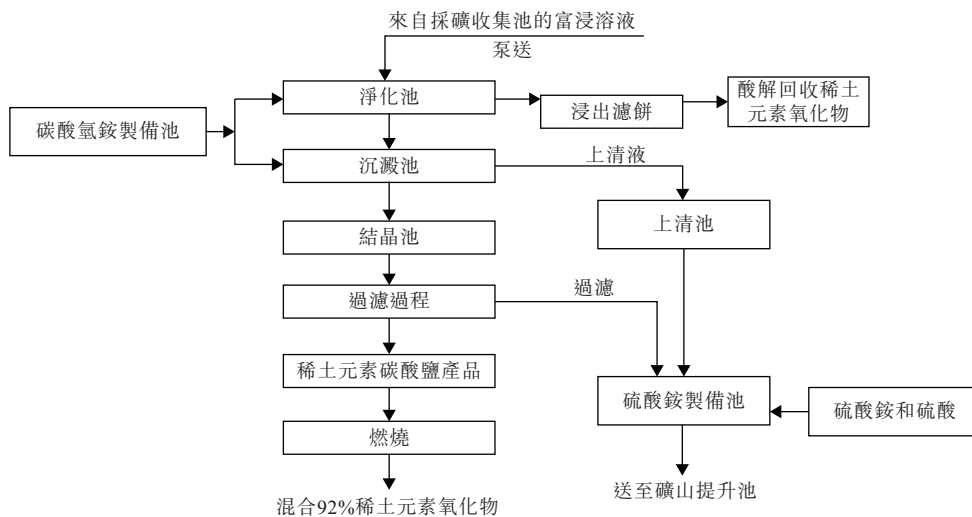 來自採礦收集池的富浸溶液
泵送
淨化池
浸出濾餅
酸解回收稀土
元素氧化物
碳酸氫銨製備池
沉澱池
上清液
上清池
結晶池
過濾過程
過濾
稀土元素碳酸鹽產品
硫酸銨製備池
硫酸銨和硫酸
燃燒
混合92%稀土元素氧化物
送至礦山提升池